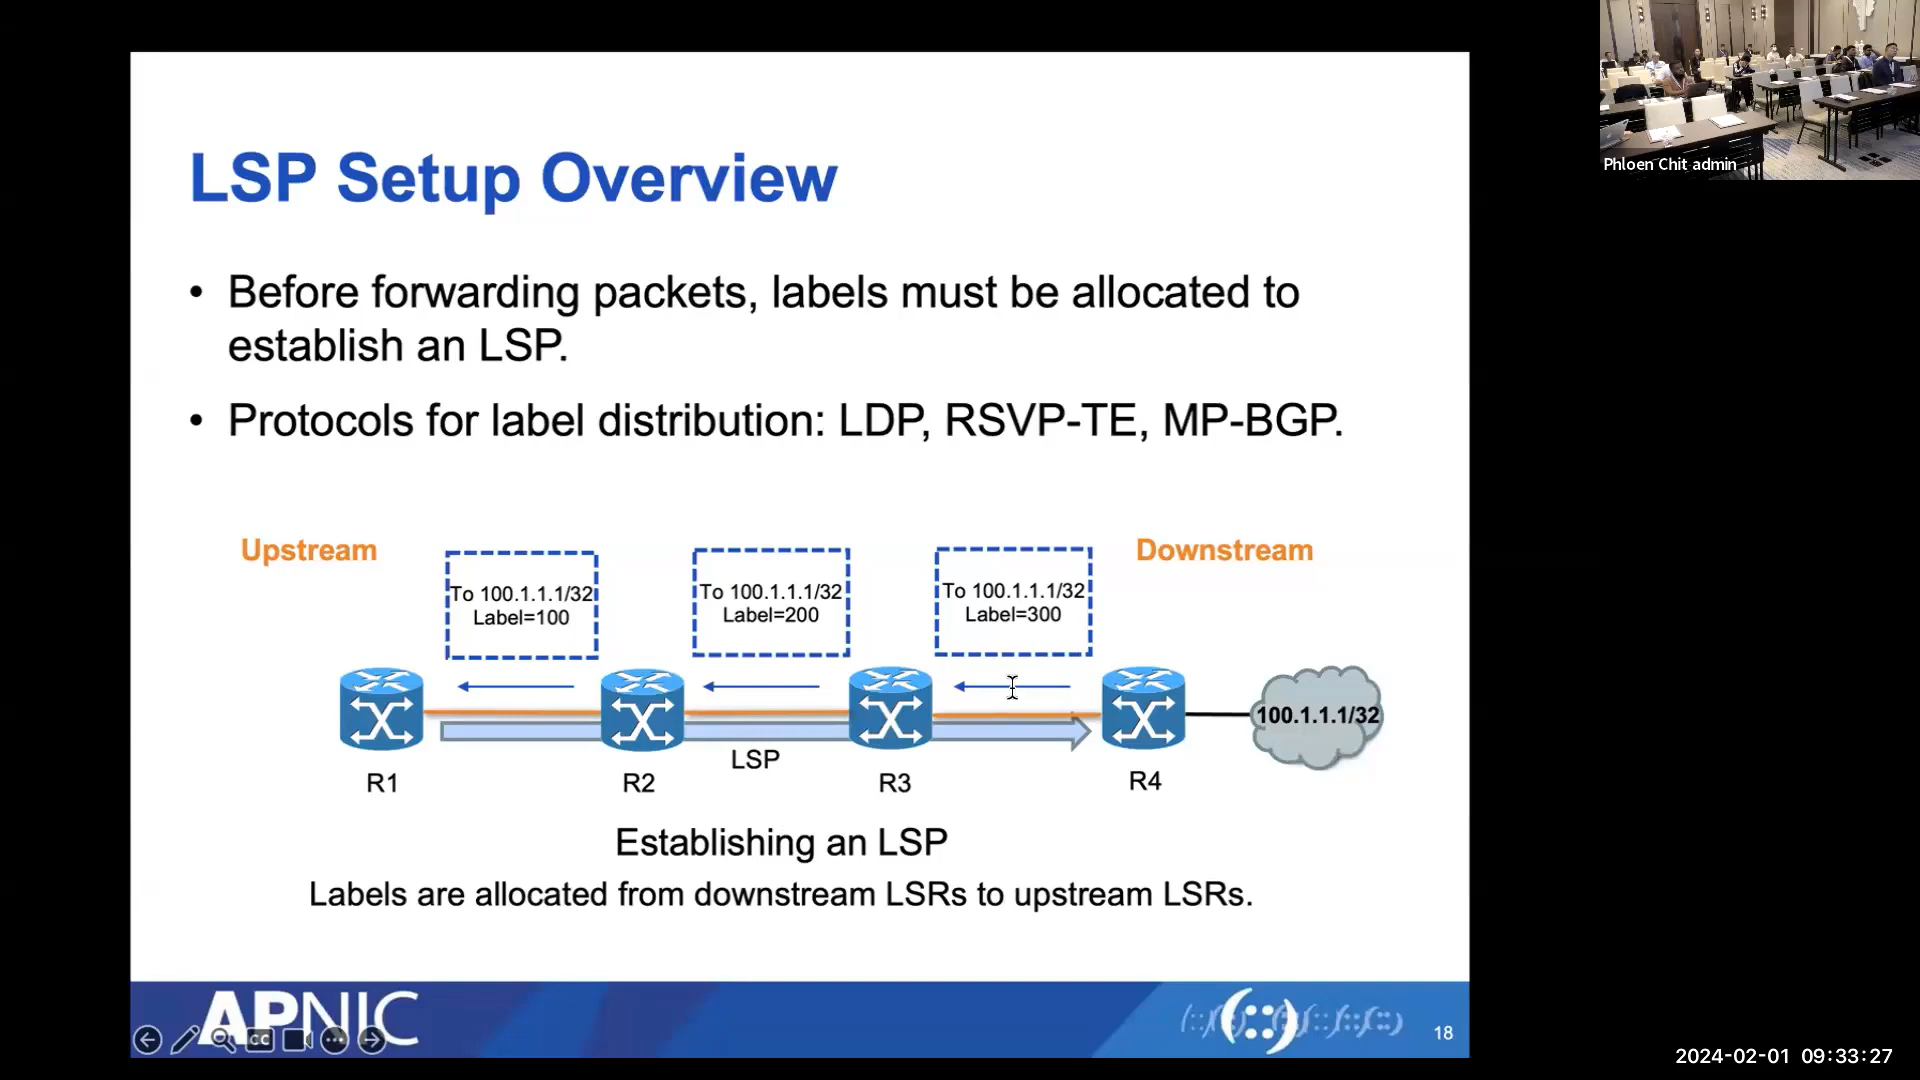 LSP Setup Overview
• Before forwarding packets, labels must be allocated to
establish an LSP.
• Protocols for label distribution: LDP, RSVP-TE, MP-BGP.
Upstream
Downstream
To 100.1.1.1/32
Label=100
To 100.1.1.1/32
Label=200
To 100.1.1.1/32
Label=300
100.1.1.1/32
LSP
R1
R2
R3
R4
Establishing an LSP
Labels are allocated from downstream LSRs to upstream LSRs.
APNIC
CC
18
Phloen Chit admin
2024-02-01 09:33:27